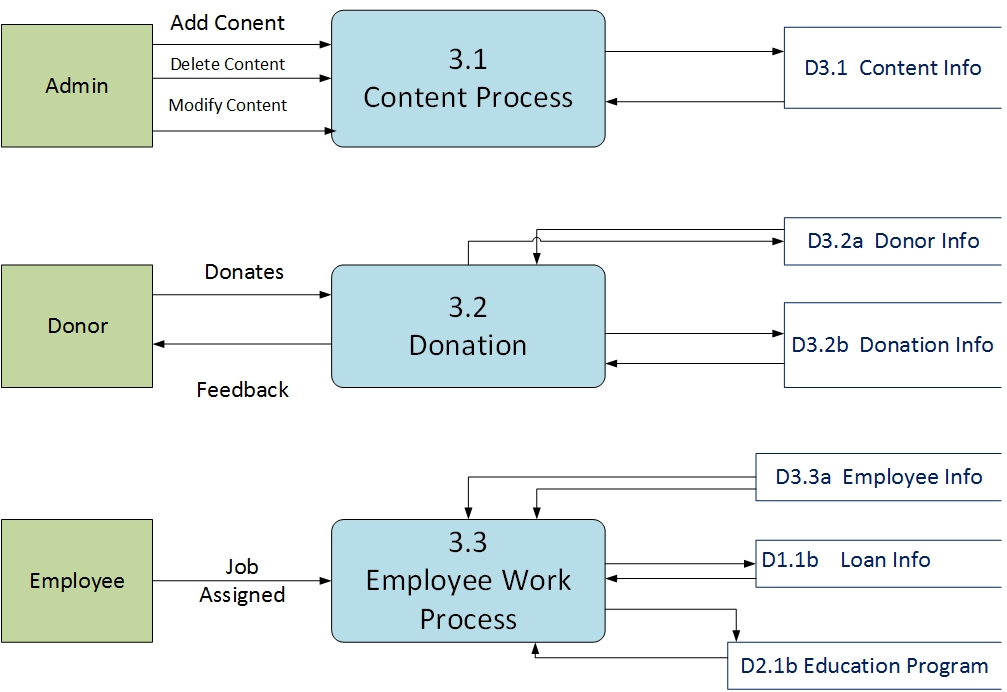 Add Conent
Delete Content
Modify Content
Admin
3.1
Content Process
D3.1 Content Info
D3.2a Donor Info
Donates
Donor
Feedback
3.2
Donation
D3.2b Donation Info
D3.3a Employee Info
Employee
Job
Assigned
3.3
Employee Work
Process
D1.1b Loan Info
D2.1b Education Program